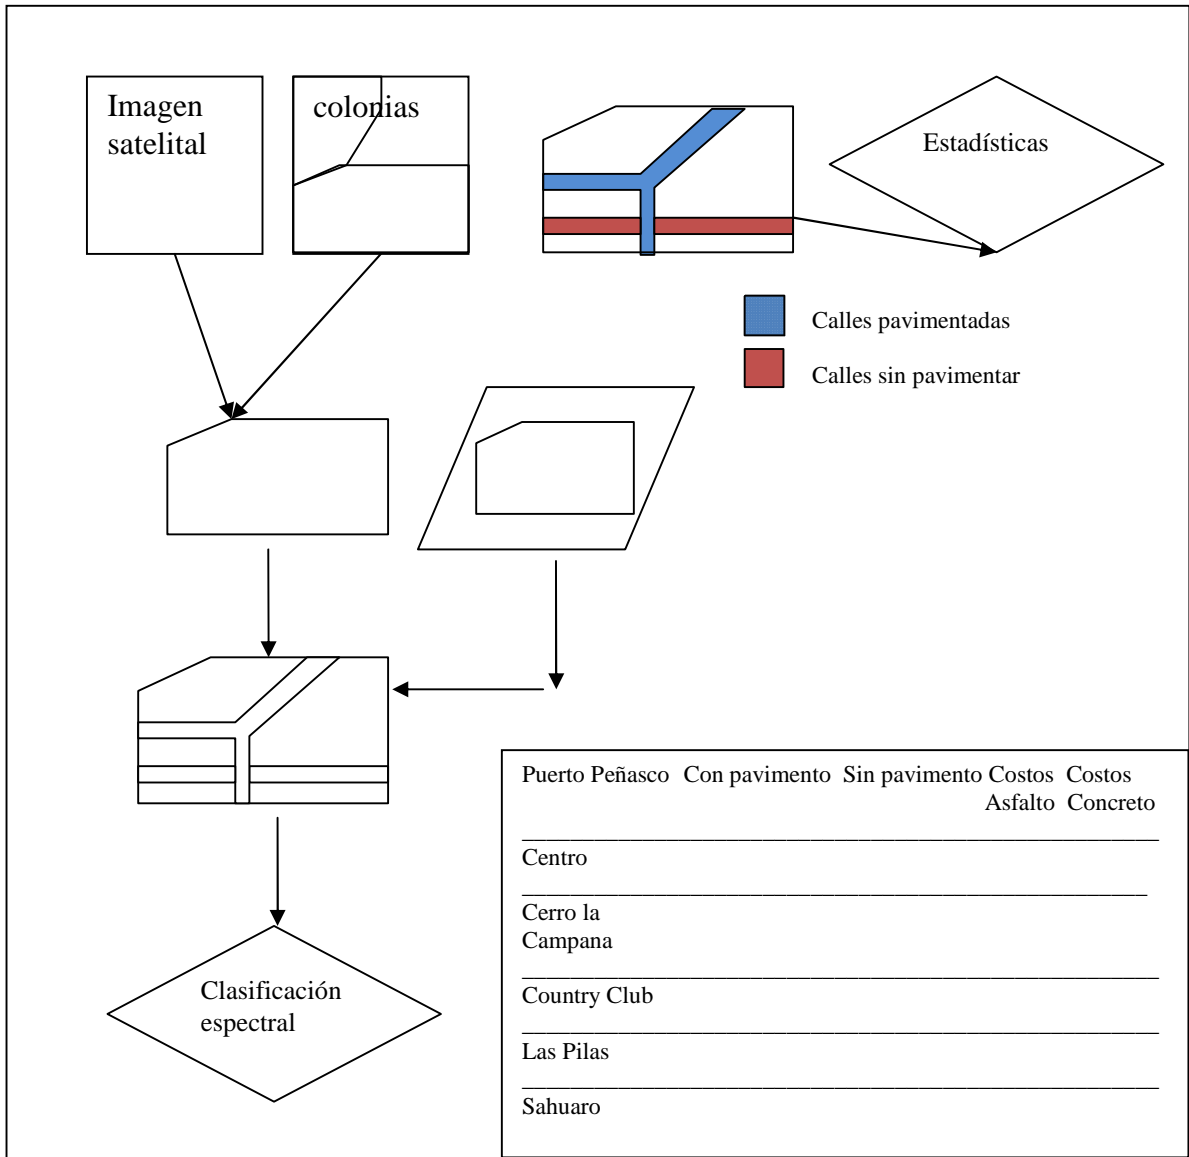 Imagen
satelital
colonias
Estadísticas
Calles pavimentadas
Calles sin pavimentar
Clasificación
espectral
Puerto Peñasco Con pavimento Sin pavimento Costos Costos
Asfalto Concreto
Centro
Cerro la
Campana
Country Club
Las Pilas
Sahuaro